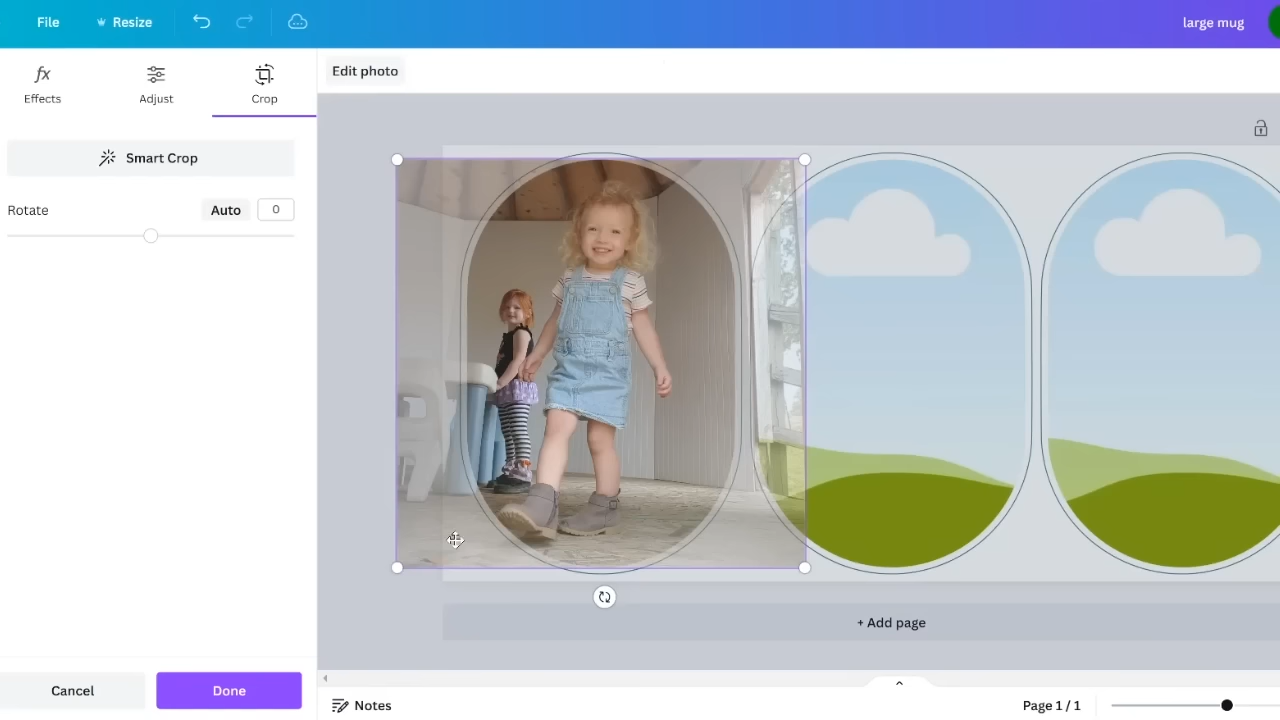 File
Resize
large mug
Effects
Adjust
Crop
Edit photo
Smart Crop
Rotate
Auto
0
+ Add page
Cancel
Done
Notes
Page 1 / 1